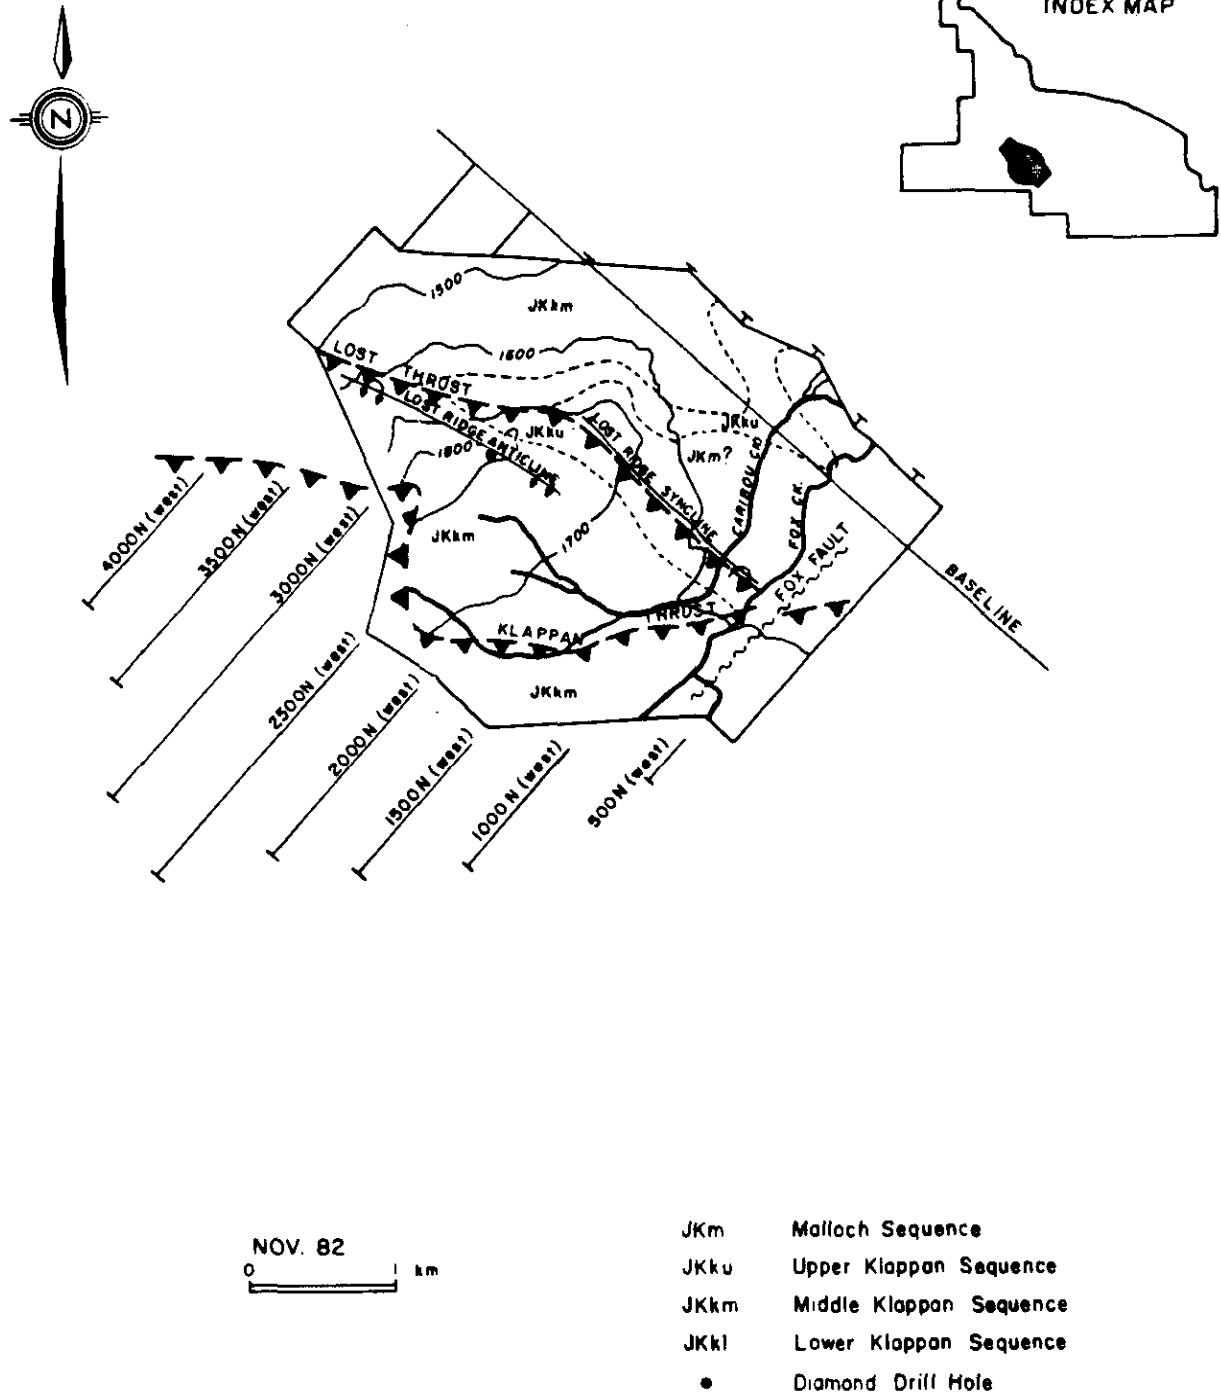 INDEX MAP
N
1500
JKkm
LOST
THRUST
1600
LOST RIDGE ANTICLINE
JKku
1800
LOST RIDGE SYNCLINE
JKku
JKm?
CARIBOU CK
FOX CK.
FOX FAULT
BASELINE
JKkm
1700
KLAPPAN
THRUST
JKkm
4000N (west)
3500N (west)
3000N (west)
2500N (west)
2000N (west)
1500N (west)
1000N (west)
500N (west)
NOV. 82
0 1 km
JKm Malloch Sequence
JKku Upper Klappan Sequence
JKkm Middle Klappan Sequence
JKkl Lower Klappan Sequence
● Diamond Drill Hole